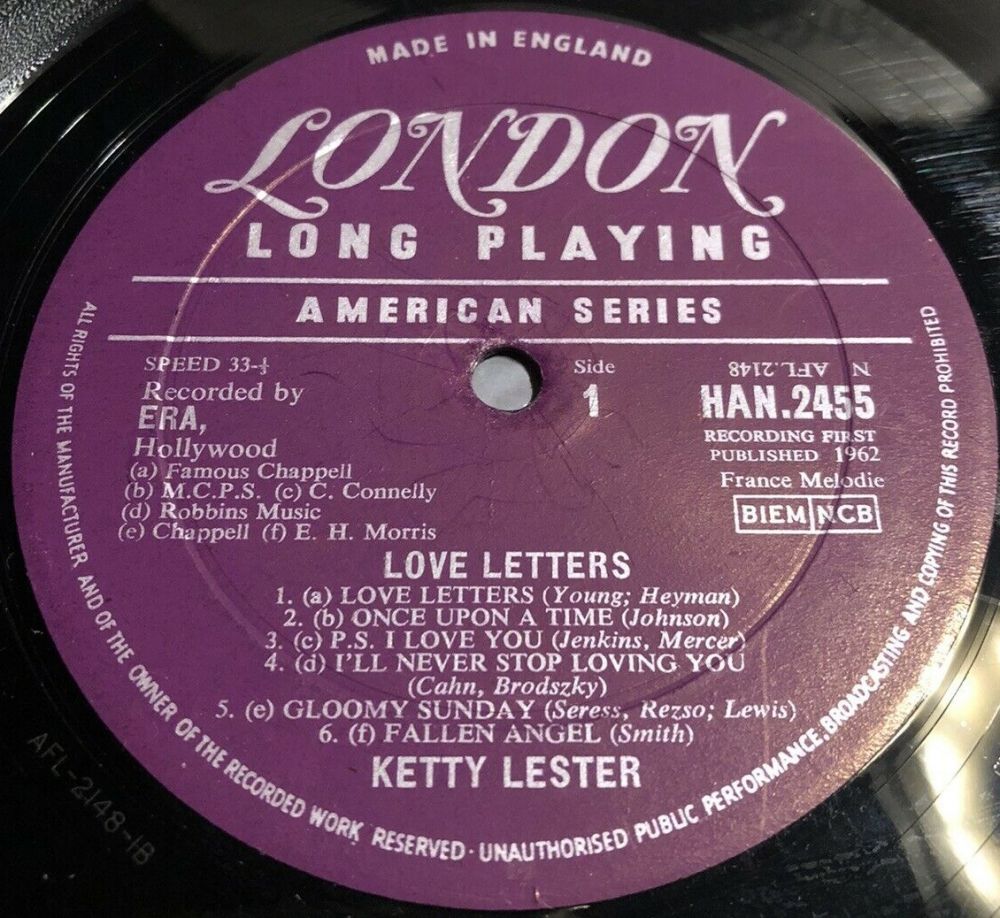 MADE IN ENGLAND
LONDON
LONG PLAYING
AMERICAN SERIES
SPEED 33-⅓
Recorded by
ERA,
Hollywood
(a) Famous Chappell
(b) M.C.P.S. (c) C. Connelly
(d) Robbins Music
(e) Chappell (f) E. H. Morris
Side
1
N AFL.2148
HAN.2455
RECORDING FIRST
PUBLISHED 1962
France Melodie
BIEM NCB
LOVE LETTERS
1. (a) LOVE LETTERS (Young; Heyman)
2. (b) ONCE UPON A TIME (Johnson)
3. (c) P.S. I LOVE YOU (Jenkins, Mercer)
4. (d) I'LL NEVER STOP LOVING YOU
(Cahn, Brodszky)
5. (e) GLOOMY SUNDAY (Seress, Rezso; Lewis)
6. (f) FALLEN ANGEL (Smith)
KETTY LESTER
ALL RIGHTS OF THE MANUFACTURER AND OF THE OWNER OF THE RECORDED WORK RESERVED · UNAUTHORISED PUBLIC PERFORMANCE, BROADCASTING AND COPYING OF THIS RECORD PROHIBITED
AFL-2148-1B